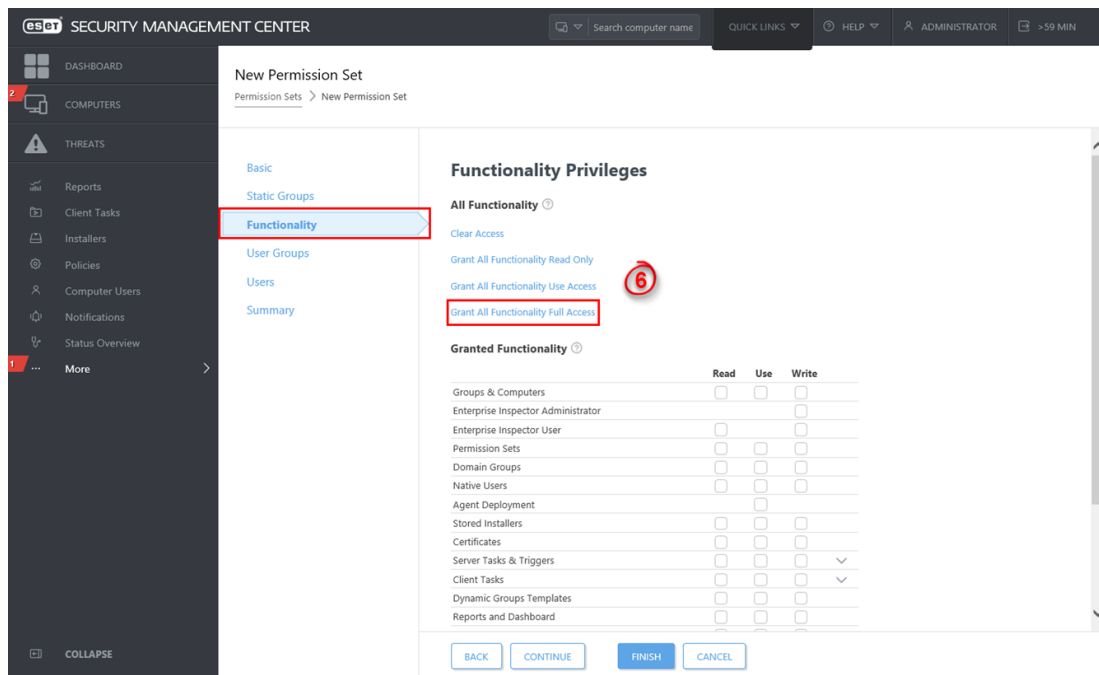 eset SECURITY MANAGEMENT CENTER
Search computer name
QUICK LINKS
HELP
ADMINISTRATOR
>59 MIN
DASHBOARD
2
COMPUTERS
THREATS
Reports
Client Tasks
Installers
Policies
Computer Users
Notifications
Status Overview
1
More
COLLAPSE
New Permission Set
Permission Sets > New Permission Set
Basic
Static Groups
Functionality
User Groups
Users
Summary
Functionality Privileges
All Functionality ?
Clear Access
Grant All Functionality Read Only
Grant All Functionality Use Access
6
Grant All Functionality Full Access
Granted Functionality ?
Read Use Write
Groups & Computers
Enterprise Inspector Administrator
Enterprise Inspector User
Permission Sets
Domain Groups
Native Users
Agent Deployment
Stored Installers
Certificates
Server Tasks & Triggers
Client Tasks
Dynamic Groups Templates
Reports and Dashboard
BACK CONTINUE FINISH CANCEL